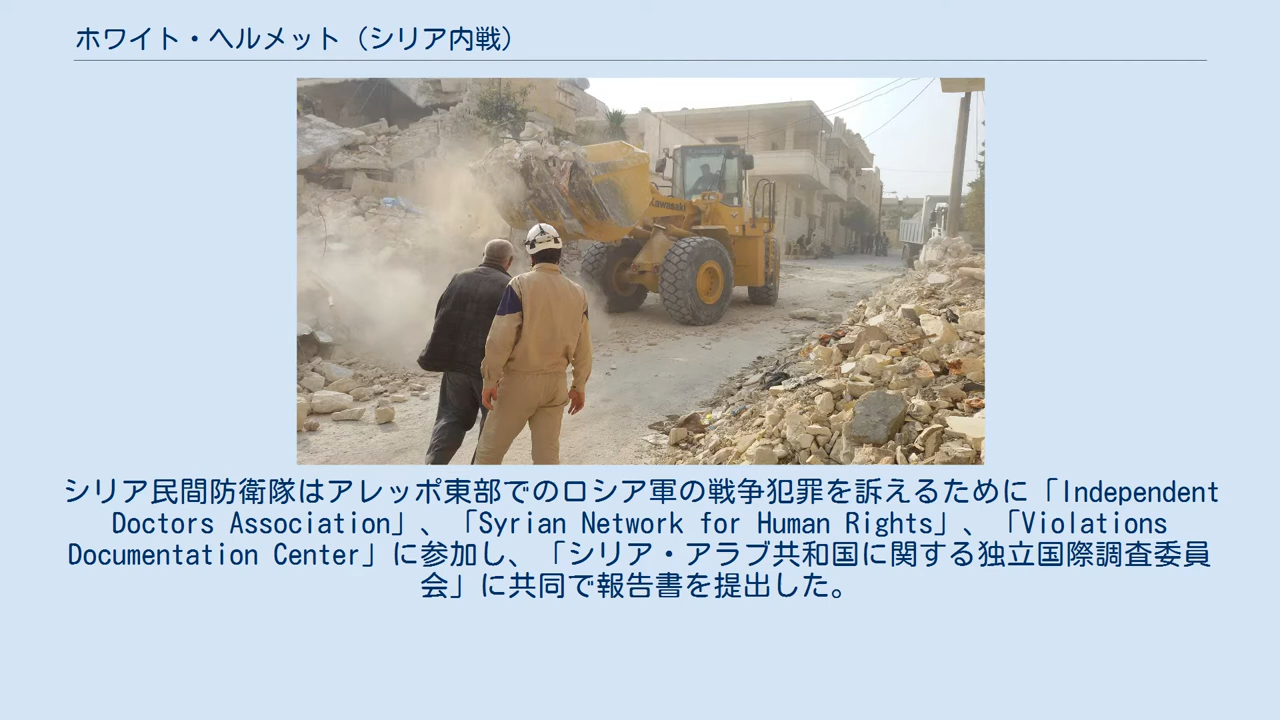 ホワイト・ヘルメット（シリア内戦）
Kawasaki
シリア民間防衛隊はアレッポ東部でのロシア軍の戦争犯罪を訴えるために「Independent
Doctors Association」、「Syrian Network for Human Rights」、「Violations
Documentation Center」に参加し、「シリア・アラブ共和国に関する独立国際調査委員
会」に共同で報告書を提出した。